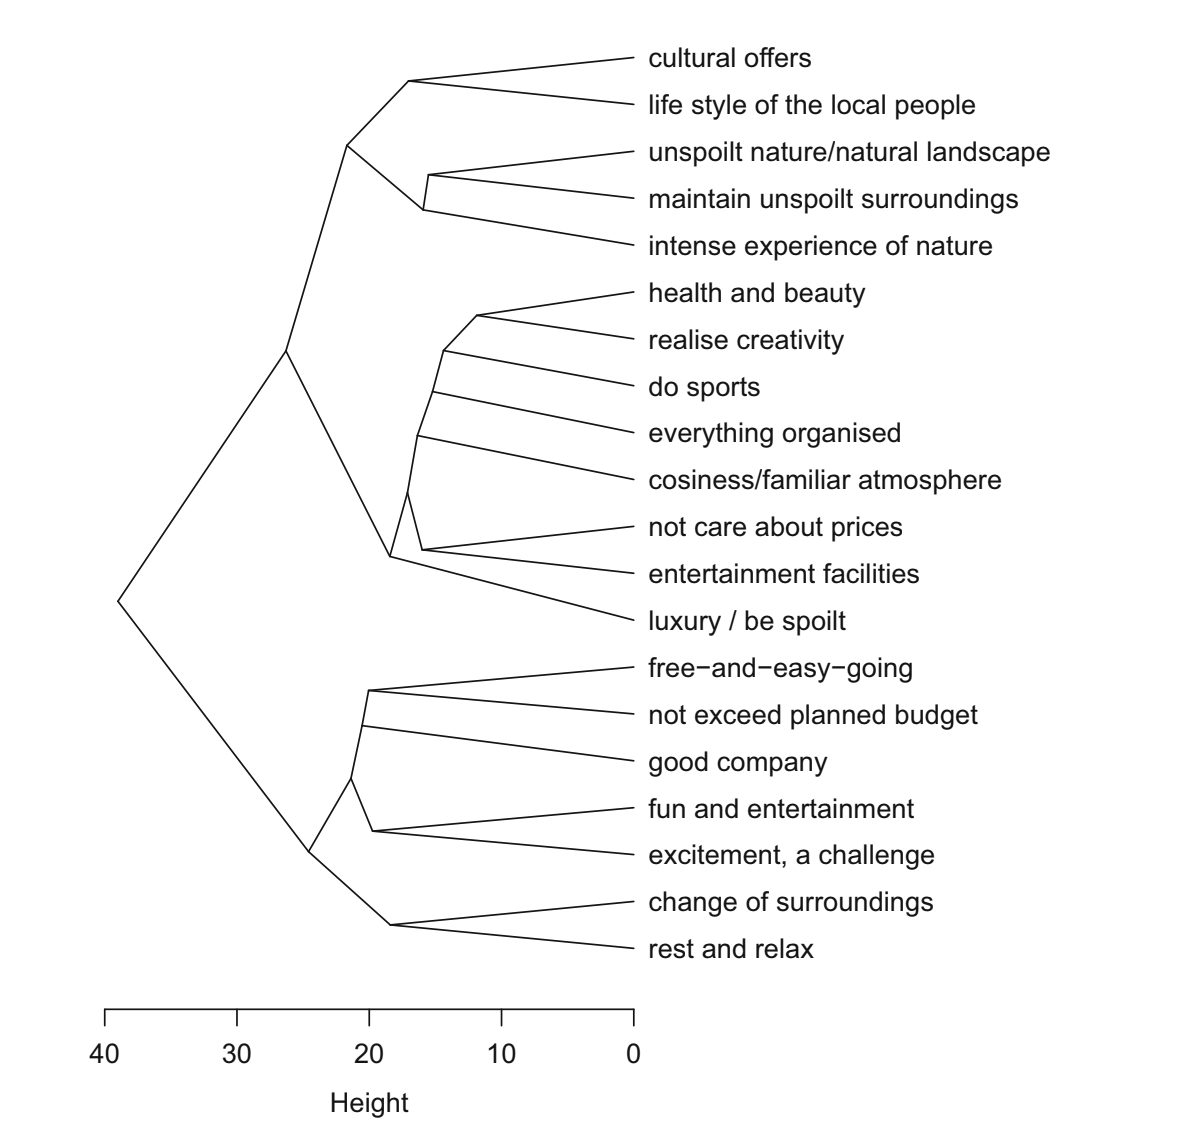 cultural offers
life style of the local people
unspoilt nature/natural landscape
maintain unspoilt surroundings
intense experience of nature
health and beauty
realise creativity
do sports
everything organised
cosiness/familiar atmosphere
not care about prices
entertainment facilities
luxury / be spoilt
free−and−easy−going
not exceed planned budget
good company
fun and entertainment
excitement, a challenge
change of surroundings
rest and relax
40 30 20 10 0
Height